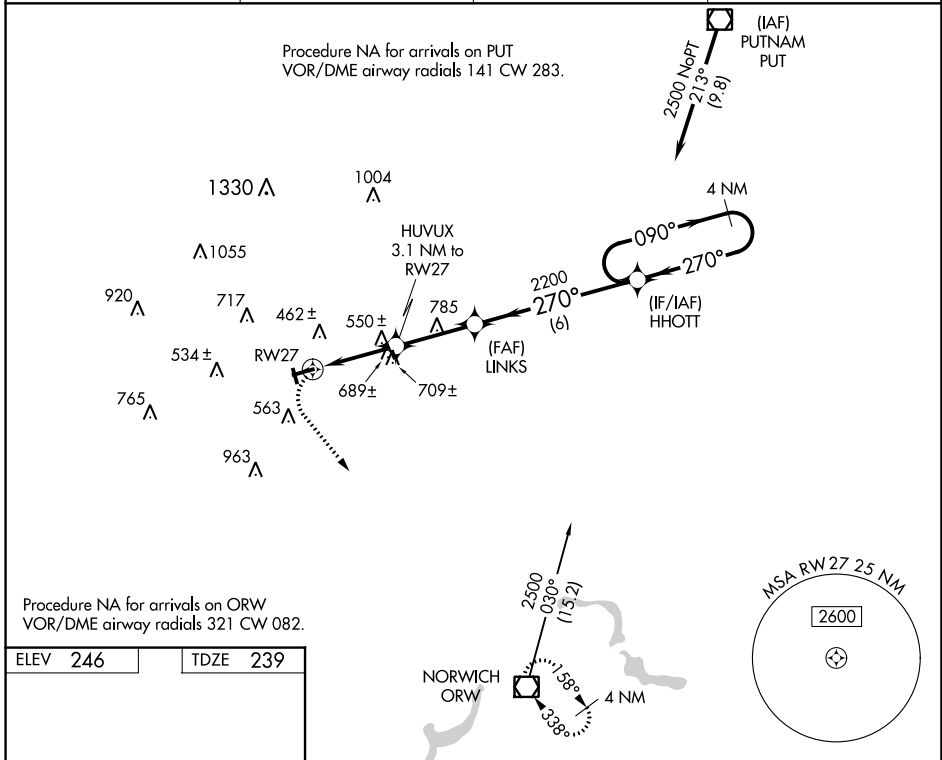 (IAF)
PUTNAM
PUT
Procedure NA for arrivals on PUT
VOR/DME airway radials 141 CW 283.
2500 NoPT
213°
(9.8)
1330
1004
4 NM
HUVUX
3.1 NM to
RW27
090°
270°
1055
2200
270°
(6)
(IF/IAF)
HHOTT
920
717
462±
550±
785
(FAF)
LINKS
534±
RW27
689±
709±
765
563
963
2500
030°
(15.2)
MSA RW27 25 NM
2600
Procedure NA for arrivals on ORW
VOR/DME airway radials 321 CW 082.
ELEV 246
TDZE 239
NORWICH
ORW
158°
338°
4 NM